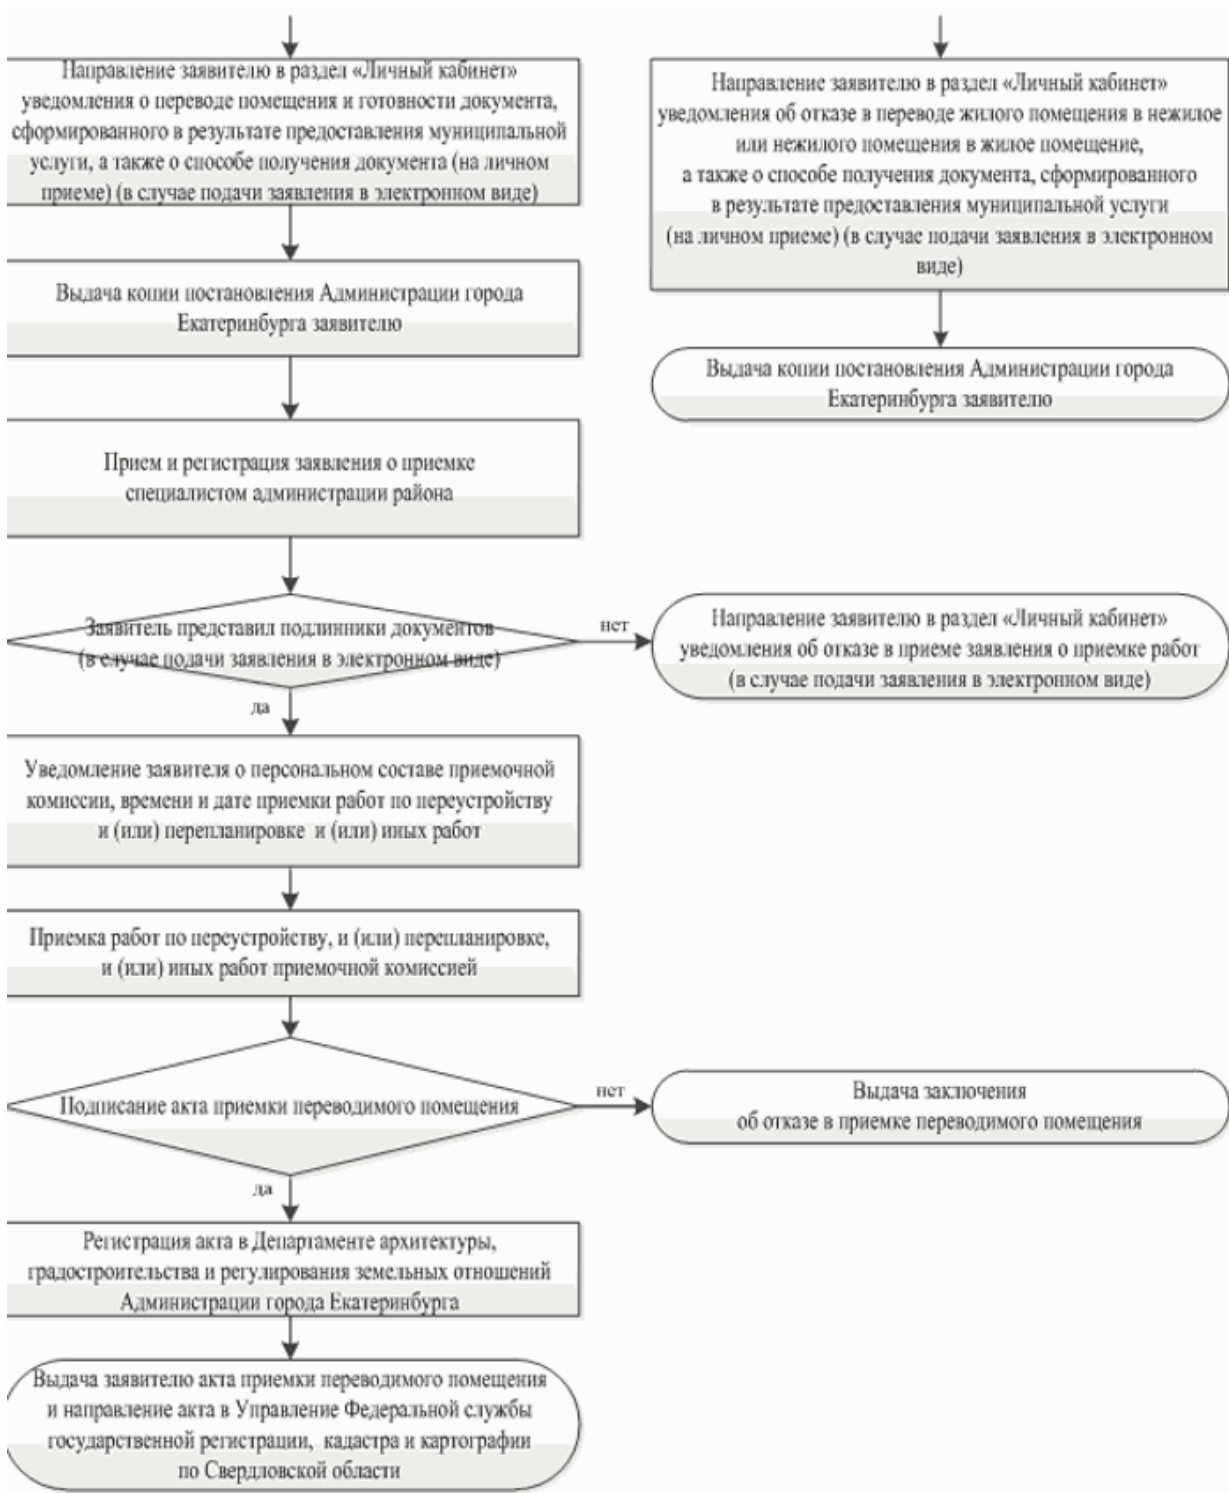 Направление заявителю в раздел «Личный кабинет»
уведомления о переводе помещения и готовности документа,
сформированного в результате предоставления муниципальной
услуги, а также о способе получения документа (на личном
приеме) (в случае подачи заявления в электронном виде)
Направление заявителю в раздел «Личный кабинет»
уведомления об отказе в переводе жилого помещения в нежилое
или нежилого помещения в жилое помещение,
а также о способе получения документа, сформированного
в результате предоставления муниципальной услуги
(на личном приеме) (в случае подачи заявления в электронном
виде)
Выдача копии постановления Администрации города
Екатеринбурга заявителю
Выдача копии постановления Администрации города
Екатеринбурга заявителю
Прием и регистрация заявления о приемке
специалистом администрации района
Заявитель представил подлинники документов
(в случае подачи заявления в электронном виде)
нет
Направление заявителю в раздел «Личный кабинет»
уведомления об отказе в приеме заявления о приемке работ
(в случае подачи заявления в электронном виде)
да
Уведомление заявителя о персональном составе приемочной
комиссии, времени и дате приемки работ по переустройству
и (или) перепланировке и (или) иных работ
Приемка работ по переустройству, и (или) перепланировке,
и (или) иных работ приемочной комиссией
Подписание акта приемки переводимого помещения
нет
Выдача заключения
об отказе в приемке переводимого помещения
да
Регистрация акта в Департаменте архитектуры,
градостроительства и регулирования земельных отношений
Администрации города Екатеринбурга
Выдача заявителю акта приемки переводимого помещения
и направление акта в Управление Федеральной службы
государственной регистрации, кадастра и картографии
по Свердловской области